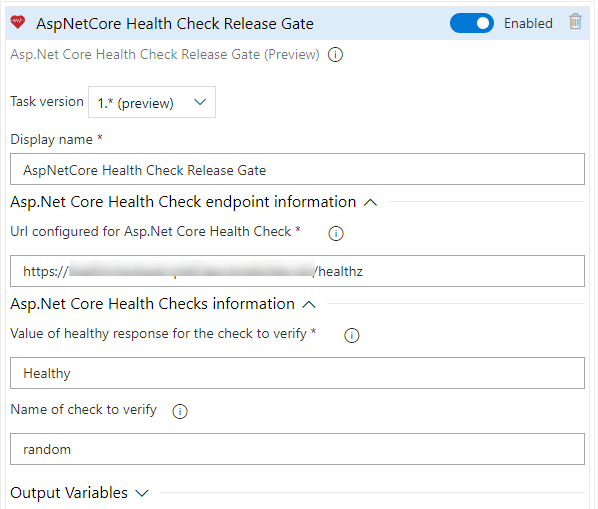 AspNetCore Health Check Release Gate Enabled
Asp.Net Core Health Check Release Gate (Preview)
Task version 1.* (preview)
Display name *
AspNetCore Health Check Release Gate
Asp.Net Core Health Check endpoint information
Url configured for Asp.Net Core Health Check *
https:// /healthz
Asp.Net Core Health Checks information
Value of healthy response for the check to verify *
Healthy
Name of check to verify
random
Output Variables